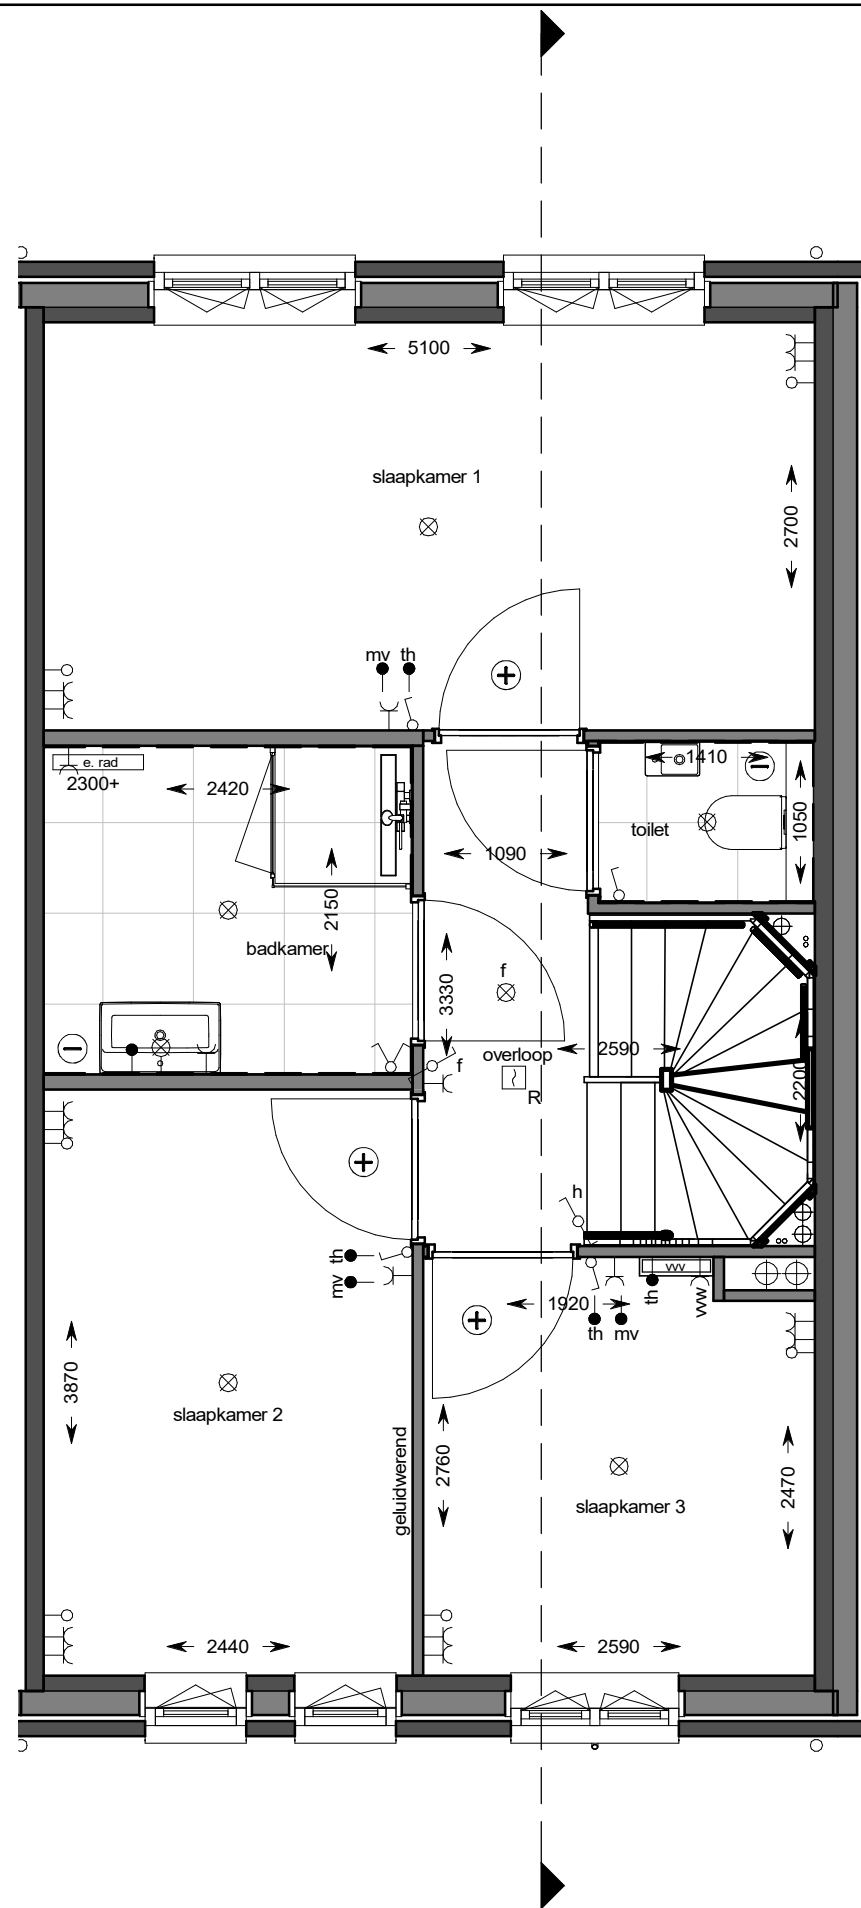 5100
slaapkamer 1
2700
mv th
e. rad
2300+
2420
1410
toilet
1050
1090
2150
badkamer
f
3330
overloop
2590
f
R
2200
h
th
mv
vvv
1920
th
vvv
th mv
3870
slaapkamer 2
geluidwerend
2760
slaapkamer 3
2470
2440
2590